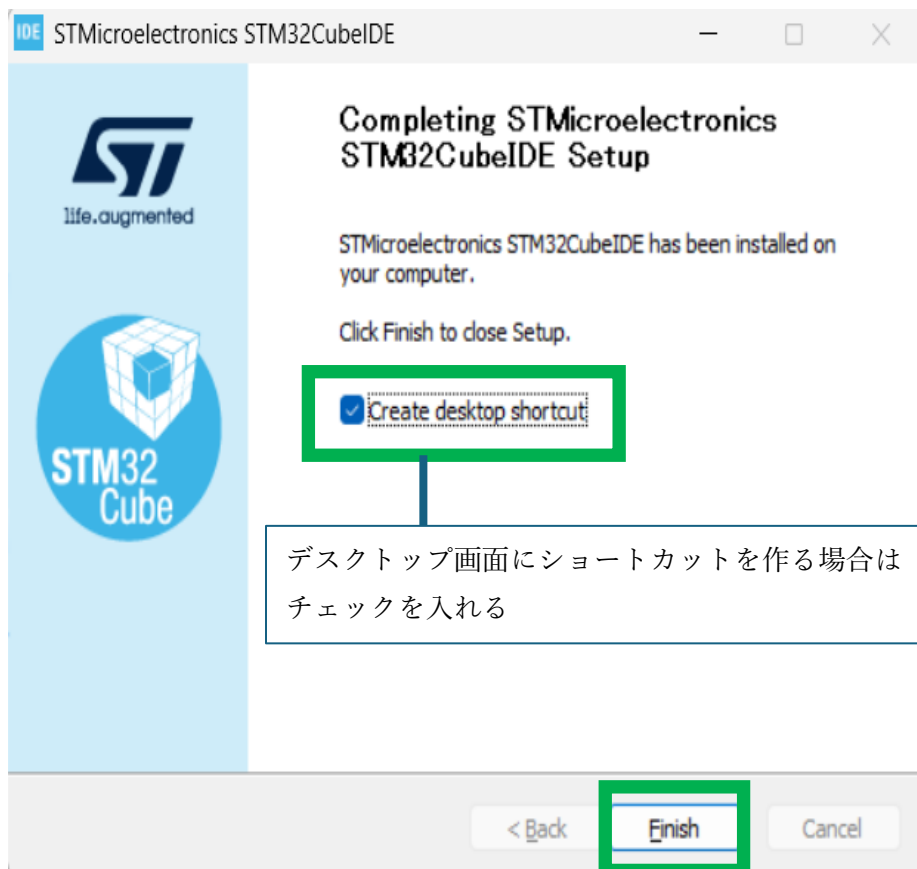 IDE STMicroelectronics STM32CubeIDE
life.augmented
Completing STMicroelectronics
STM32CubeIDE Setup
STMicroelectronics STM32CubeIDE has been installed on
your computer.
Click Finish to close Setup.
Create desktop shortcut
STM32
Cube
デスクトップ画面にショートカットを作る場合は
チェックを入れる
< Back Finish Cancel